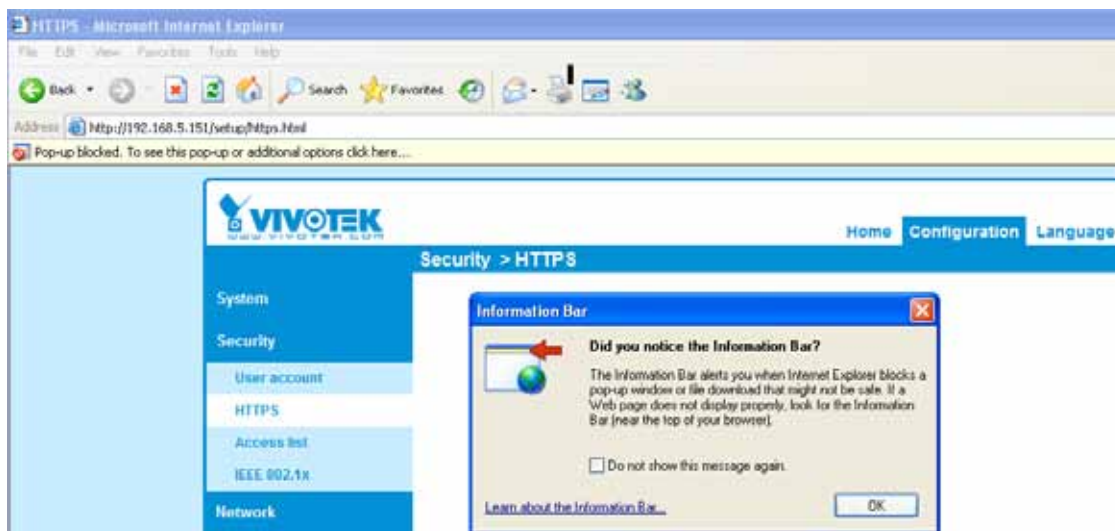 HTTPS - Microsoft Internet Explorer
File Edit View Favorites Tools Help
Back Search Favorites
Address http://192.168.5.151/setup/https.html
Pop-up blocked. To see this pop-up or additional options click here....
VIVOTEK
WWW.VIVOTEK.COM
Home Configuration Language
Security > HTTPS
System
Security
User account
HTTPS
Access list
IEEE 802.1x
Network
Information Bar
Did you notice the Information Bar?
The Information Bar alerts you when Internet Explorer blocks a
pop-up window or file download that might not be safe. If a
Web page does not display properly, look for the Information
Bar (near the top of your browser).
Do not show this message again.
Learn about the Information Bar...
OK